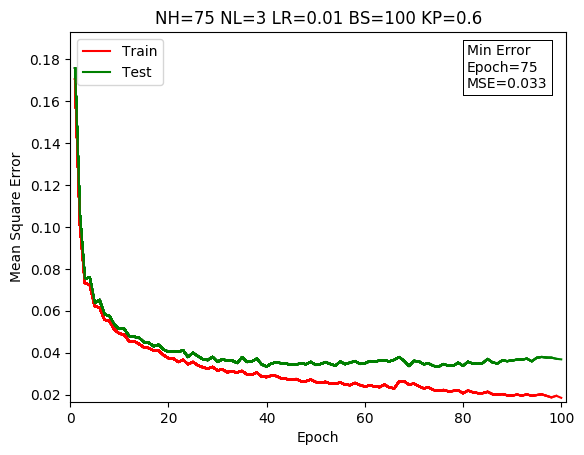 NH=75 NL=3 LR=0.01 BS=100 KP=0.6
Train
Test
Min Error
Epoch=75
MSE=0.033
Mean Square Error
0.18
0.16
0.14
0.12
0.10
0.08
0.06
0.04
0.02
0
20
40
60
80
100
Epoch